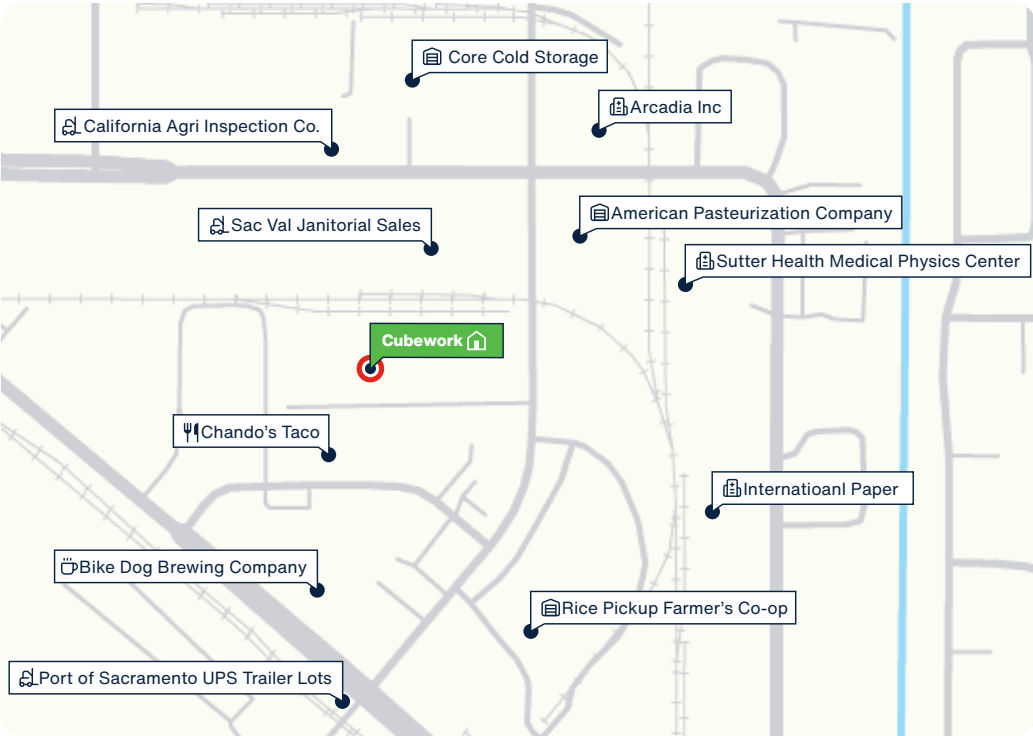 Core Cold Storage
Arcadia Inc
California Agri Inspection Co.
American Pasteurization Company
Sac Val Janitorial Sales
Sutter Health Medical Physics Center
Cubework
Chando's Taco
Internatioanl Paper
Bike Dog Brewing Company
Rice Pickup Farmer's Co-op
Port of Sacramento UPS Trailer Lots